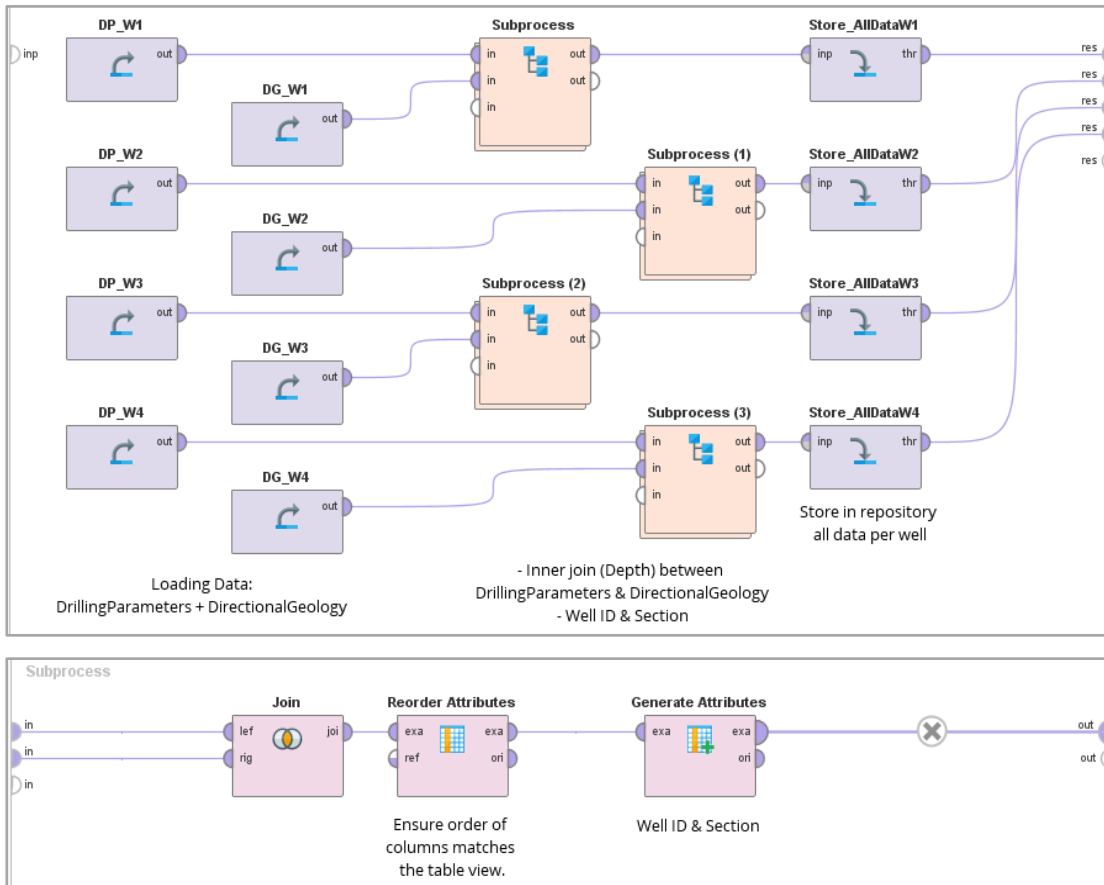 DP_W1
Subprocess
Store_AllDataW1
inp
out
in
out
inp
thr
res
in
out
res
DG_W1
in
out
res
DP_W2
Subprocess (1)
Store_AllDataW2
res
out
in
out
inp
thr
res
DG_W2
in
out
out
in
DP_W3
Subprocess (2)
Store_AllDataW3
out
in
out
inp
thr
DG_W3
in
out
out
in
DP_W4
Subprocess (3)
Store_AllDataW4
out
in
out
inp
thr
DG_W4
in
out
out
in
Store in repository
all data per well
Loading Data:
DrillingParameters + DirectionalGeology
- Inner join (Depth) between
DrillingParameters & DirectionalGeology
- Well ID & Section
Subprocess
Join
Reorder Attributes
Generate Attributes
in
lef
joi
exa
exa
exa
exa
out
in
rig
ref
ori
ori
out
in
Ensure order of
columns matches
the table view.
Well ID & Section